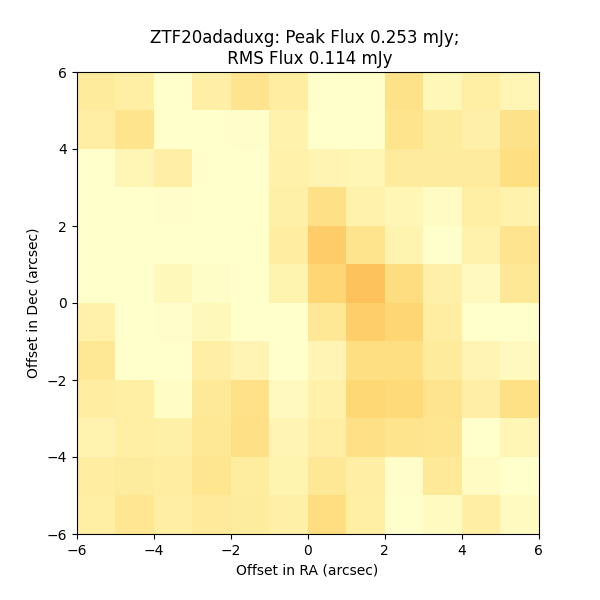 ZTF20adaduxg: Peak Flux 0.253 mJy;
RMS Flux 0.114 mJy
6
4
2
0
−2
−4
−6
Offset in Dec (arcsec)
−6 −4 −2 0 2 4 6
Offset in RA (arcsec)